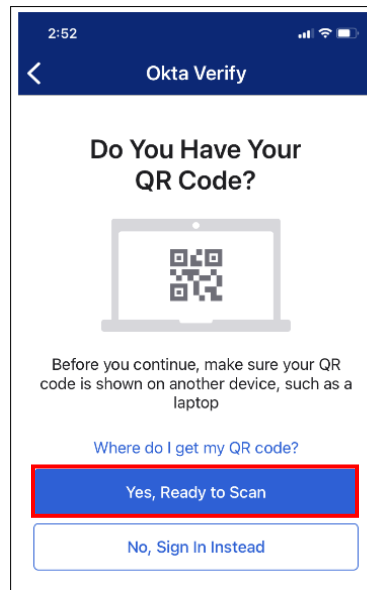 2:52
Okta Verify
Do You Have Your
QR Code?
Before you continue, make sure your QR
code is shown on another device, such as a
laptop
Where do I get my QR code?
Yes, Ready to Scan
No, Sign In Instead